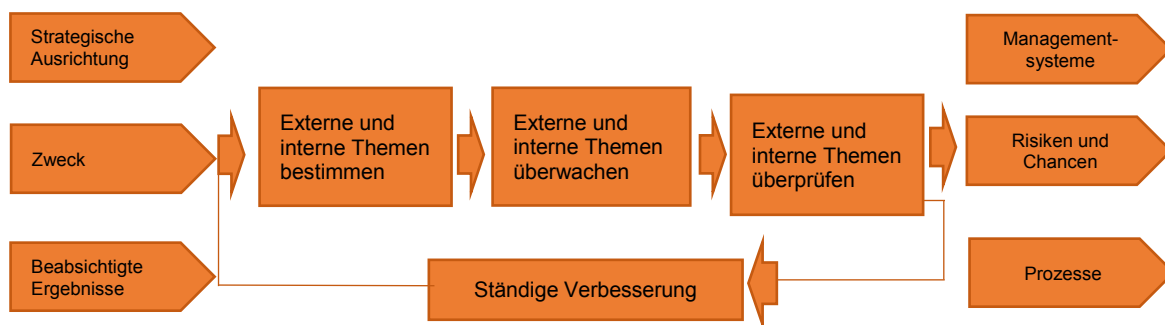 Strategische
Ausrichtung
Zweck
Beabsichtigte
Ergebnisse
Externe und
interne Themen
bestimmen
Externe und
interne Themen
überwachen
Externe und
interne Themen
überprüfen
Ständige Verbesserung
Management-
systeme
Risiken und
Chancen
Prozesse